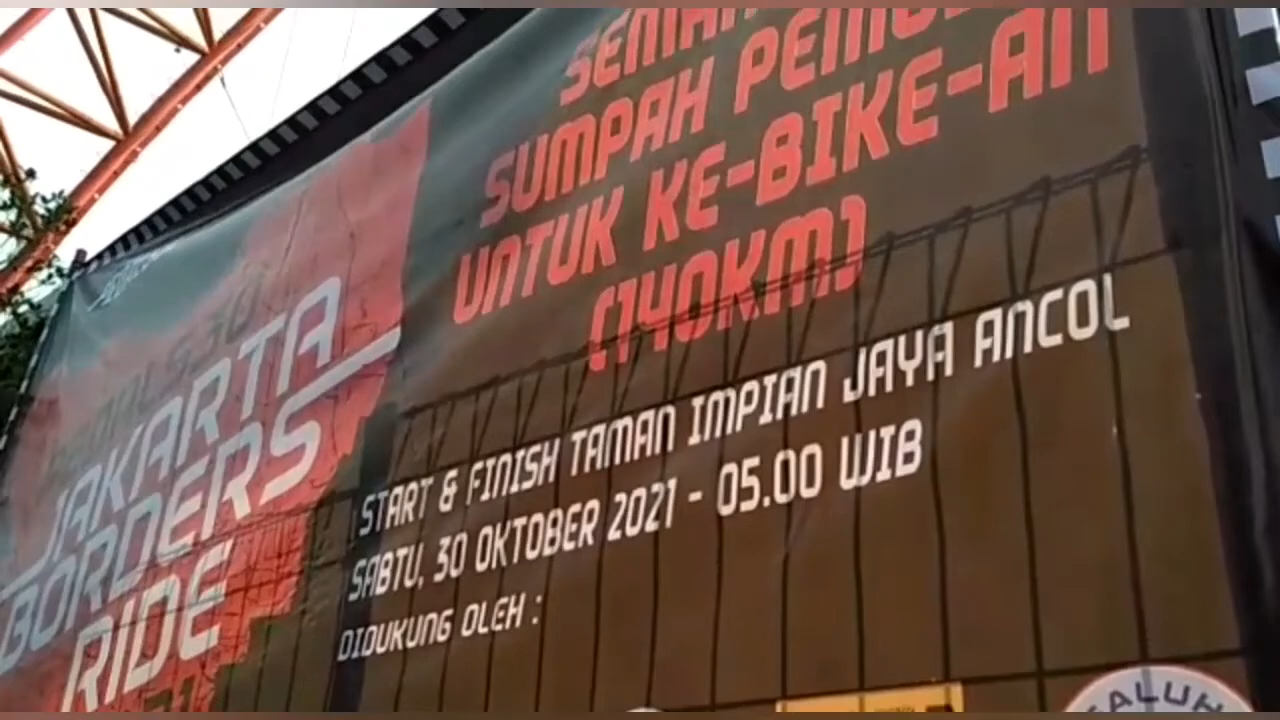 SUMPAH
UNTUK KE-BIKE-AN
(140KM)
JAKARTA
BORDERS
RIDE
START & FINISH TAMAN IMPIAN JAYA ANCOL
SABTU, 30 OKTOBER 2021 - 05.00 WIB
DIDUKUNG OLEH :